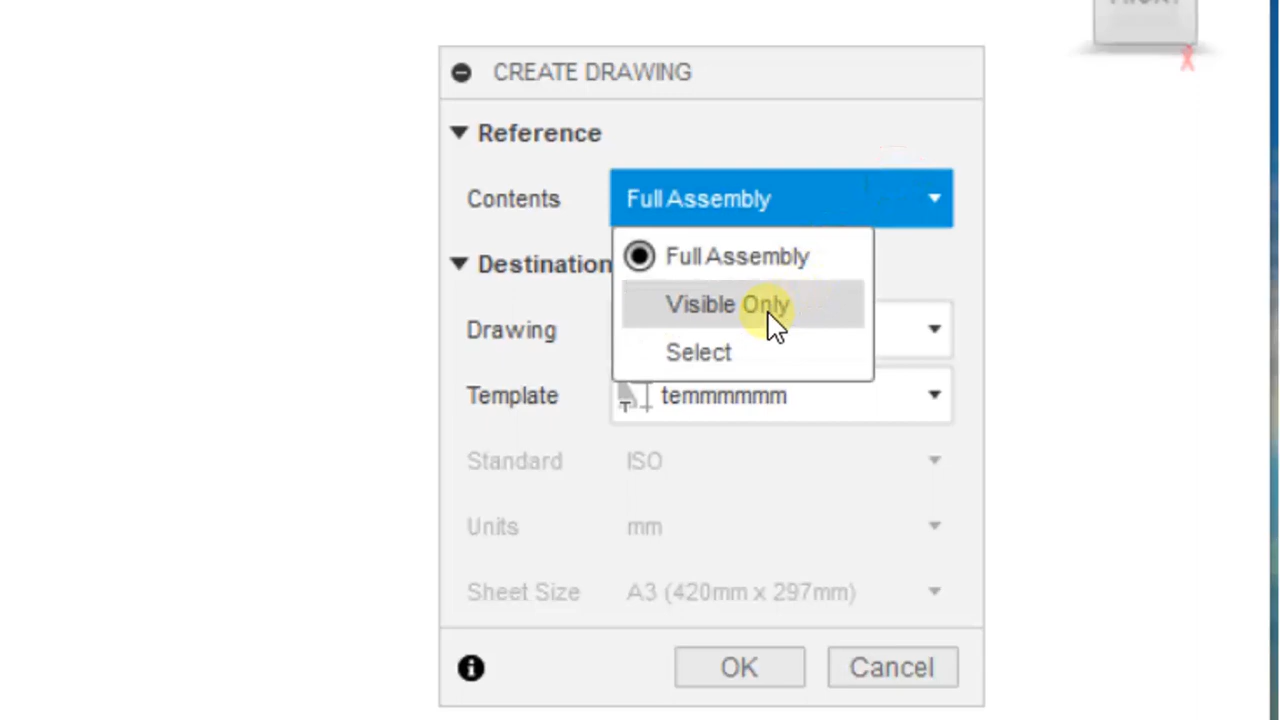 CREATE DRAWING
Reference
Contents
Full Assembly
Full Assembly
Destination
Visible Only
Drawing
Select
Template
temmmmmm
Standard
ISO
Units
mm
Sheet Size
A3 (420mm x 297mm)
OK
Cancel